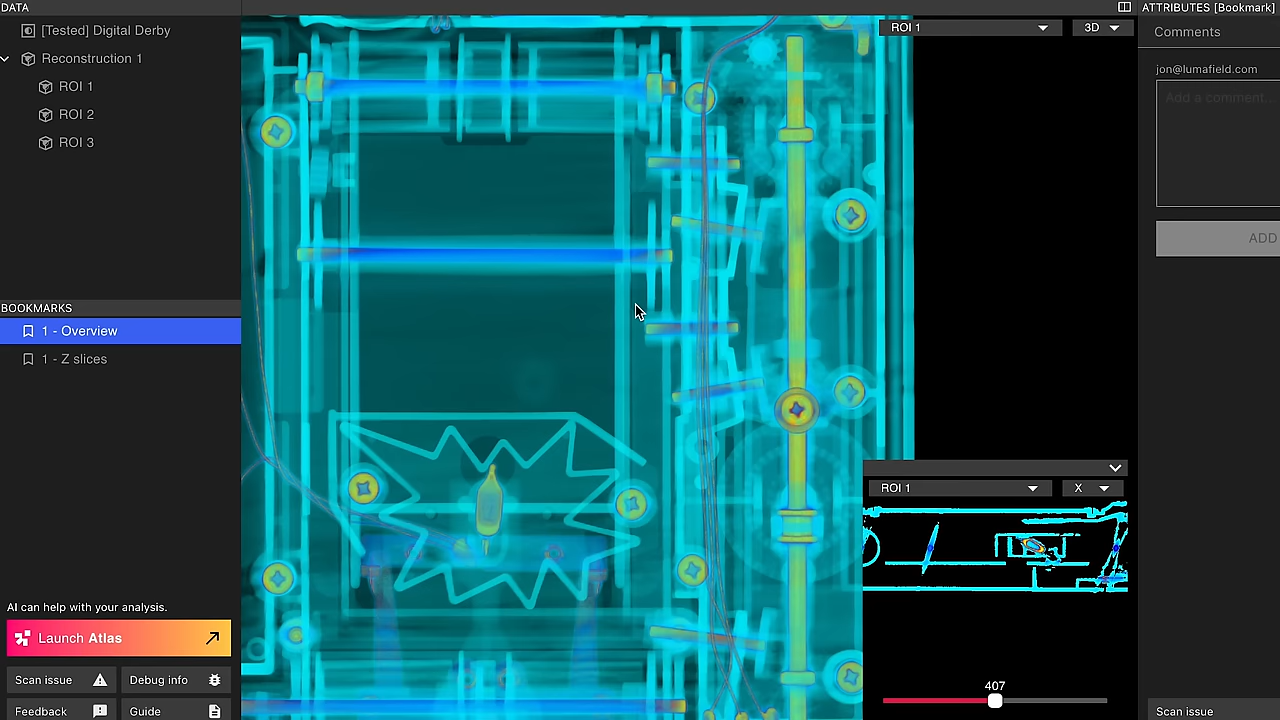 DATA
[Tested] Digital Derby
Reconstruction 1
ROI 1
ROI 2
ROI 3
BOOKMARKS
1 - Overview
1 - Z slices
AI can help with your analysis.
Launch Atlas
Scan issue
Debug info
Feedback
Guide
ROI 1
3D
ROI 1
X
407
ATTRIBUTES [Bookmark]
Comments
jon@lumafield.com
Add a comment...
ADD
Scan issue